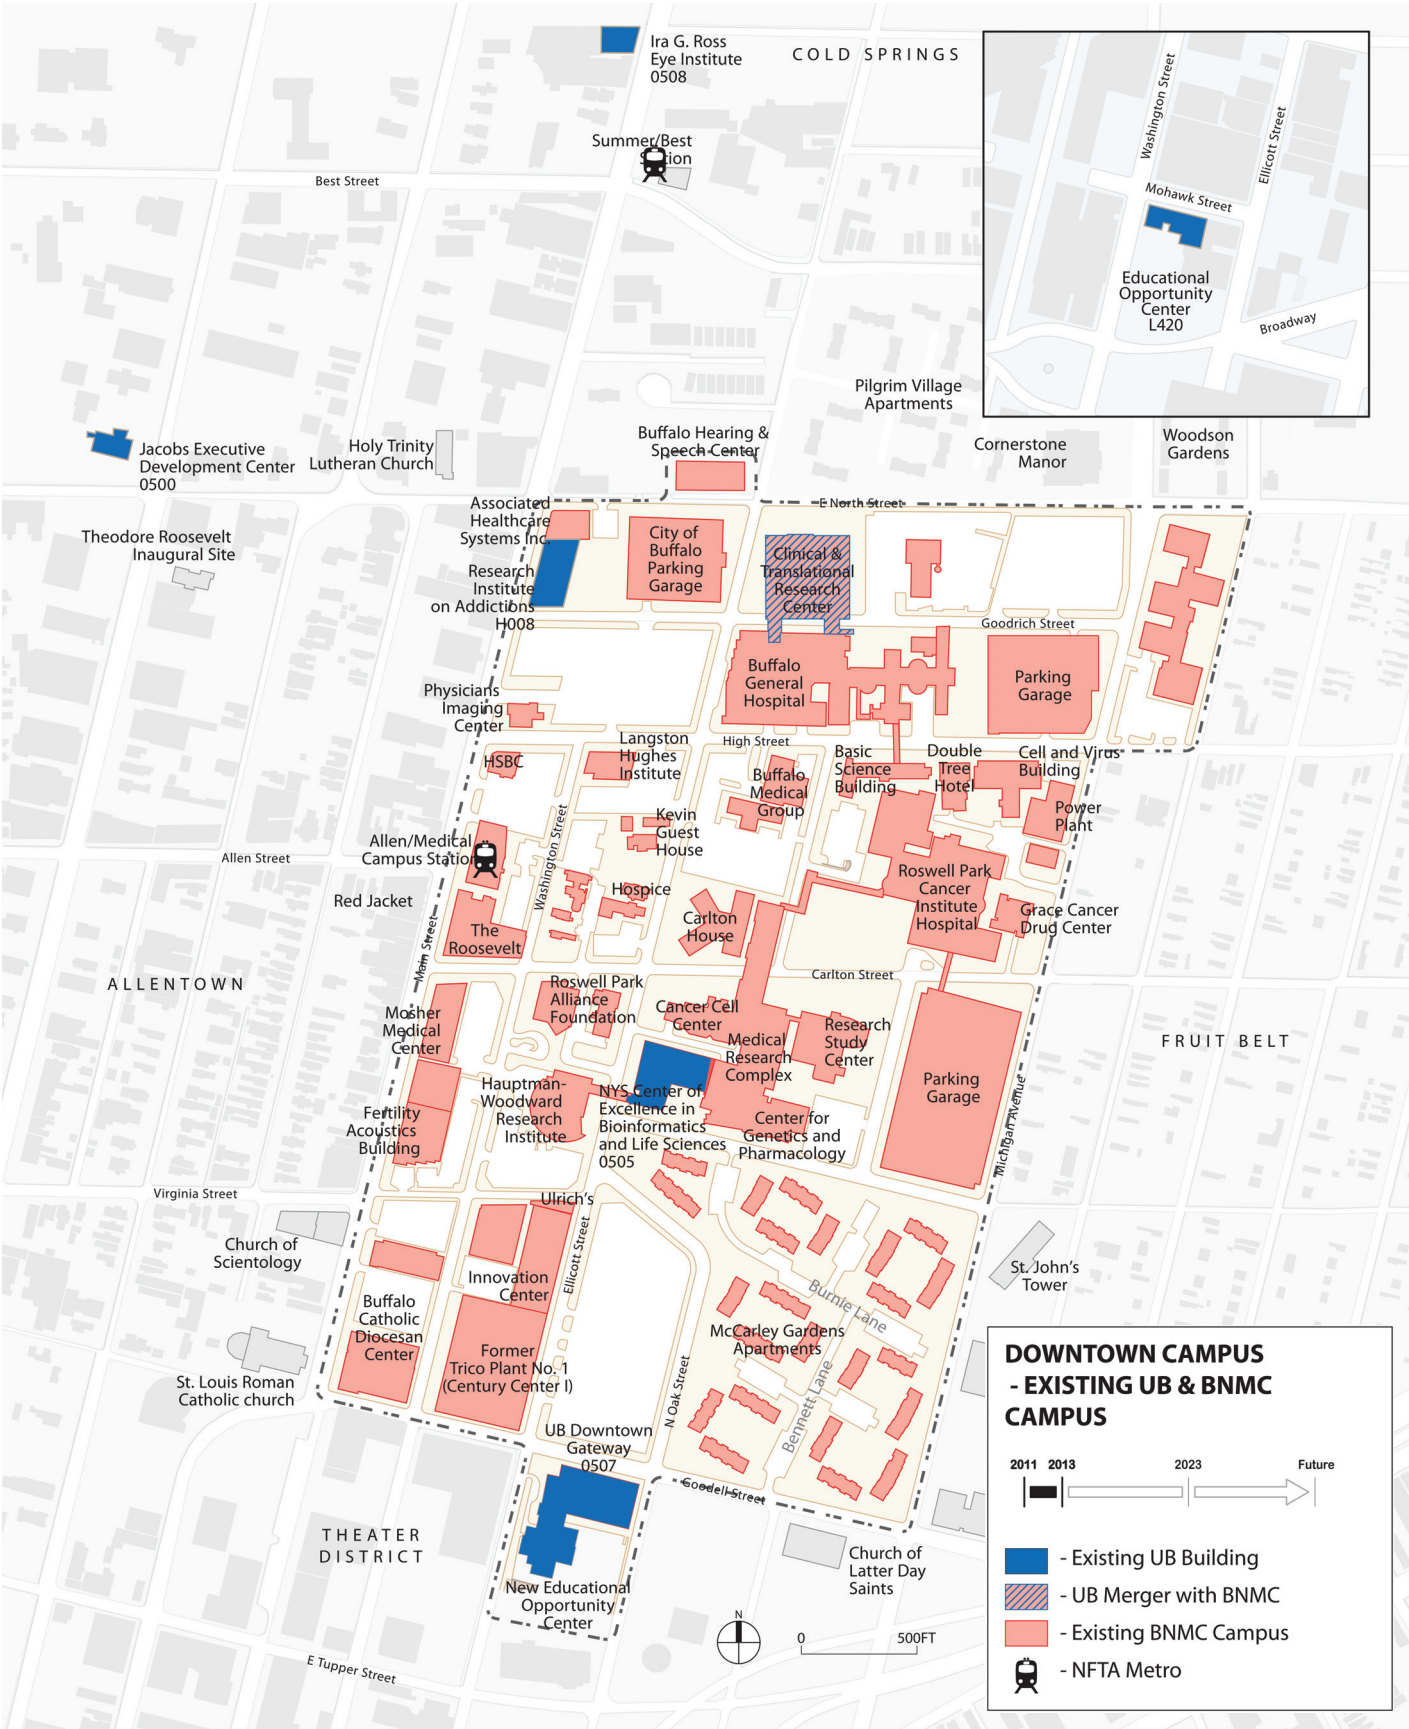 Ira G. Ross
Eye Institute
0508
COLD SPRINGS
Summer/Best
Station
Best Street
Washington Street
Ellicott Street
Mohawk Street
Educational
Opportunity
Center
L420
Broadway
Pilgrim Village
Apartments
Jacobs Executive
Development Center
0500
Holy Trinity
Lutheran Church
Buffalo Hearing &
Speech Center
Cornerstone
Manor
Woodson
Gardens
Theodore Roosevelt
Inaugural Site
Associated
Healthcare
Systems Inc.
E North Street
City of
Buffalo
Parking
Garage
Clinical &
Translational
Research
Center
Research
Institute
on Addictions
H008
Goodrich Street
Buffalo
General
Hospital
Parking
Garage
Physicians
Imaging
Center
High Street
HSBC
Langston
Hughes
Institute
Buffalo
Medical
Group
Basic
Science
Building
Double
Tree
Hotel
Cell and Virus
Building
Power
Plant
Kevin
Guest
House
Allen/Medical
Campus Station
Allen Street
Washington Street
Red Jacket
Hospice
Roswell Park
Cancer
Institute
Hospital
Grace Cancer
Drug Center
Carlton
House
The
Roosevelt
Main Street
Carlton Street
ALLENTOWN
Roswell Park
Alliance
Foundation
Mosher
Medical
Center
Cancer Cell
Center
Medical
Research
Complex
Research
Study
Center
FRUIT BELT
Parking
Garage
Michigan Avenue
Hauptman-
Woodward
Research
Institute
NYS Center of
Excellence in
Bioinformatics
and Life Sciences
0505
Center for
Genetics and
Pharmacology
Fertility
Acoustics
Building
Virginia Street
Ulrich's
Ellicott Street
Church of
Scientology
Innovation
Center
St. John's
Tower
Burnie Lane
Buffalo
Catholic
Diocesan
Center
McCarley Gardens
Apartments
Former
Trico Plant No. 1
(Century Center I)
St. Louis Roman
Catholic church
N Oak Street
Bennett Lane
UB Downtown
Gateway
0507
Goodell Street
THEATER
DISTRICT
Church of
Latter Day
Saints
New Educational
Opportunity
Center
E Tupper Street
N
0
500FT
DOWNTOWN CAMPUS
- EXISTING UB & BNMC
CAMPUS
2011 2013 2023 Future
- Existing UB Building
- UB Merger with BNMC
- Existing BNMC Campus
- NFTA Metro